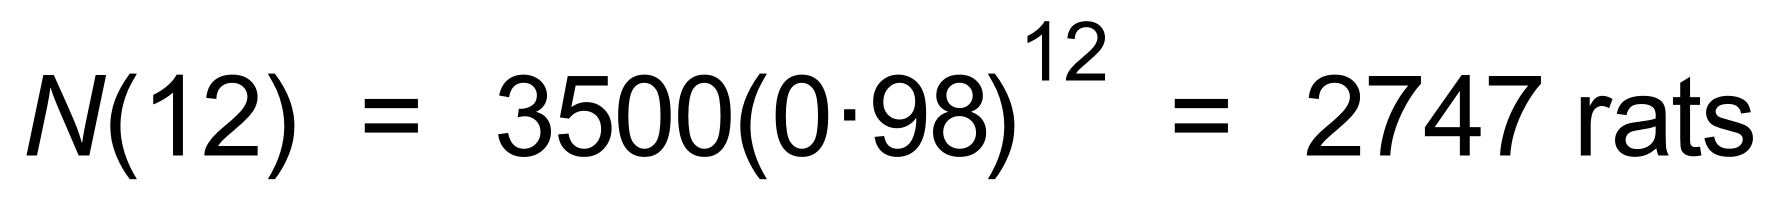 N(12) = 3500(0·98)¹² = 2747 rats